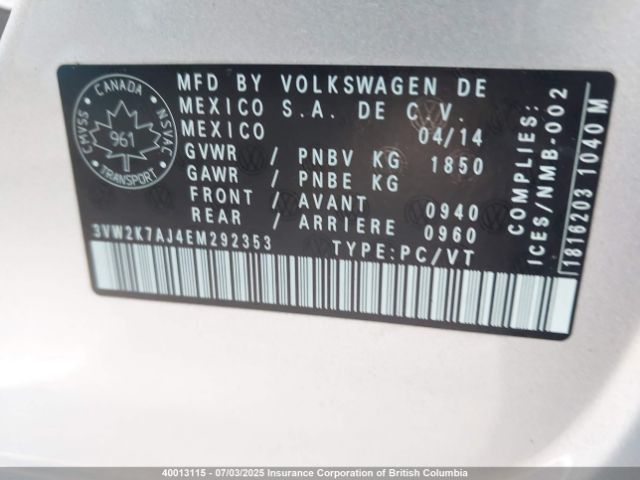 CANADA
CMVSS
NSVAC
961
TRANSPORT
MFD BY VOLKSWAGEN DE
MEXICO S.A. DE C.V.
MEXICO 04/14
GVWR / PNBV KG 1850
GAWR / PNBE KG
FRONT / AVANT 0940
REAR / ARRIERE 0960
3VW2K7AJ4EM292353 TYPE:PC/VT
COMPLIES:
ICES/NMB-002
1816203 1040 M
40013115 - 07/03/2025 Insurance Corporation of British Columbia